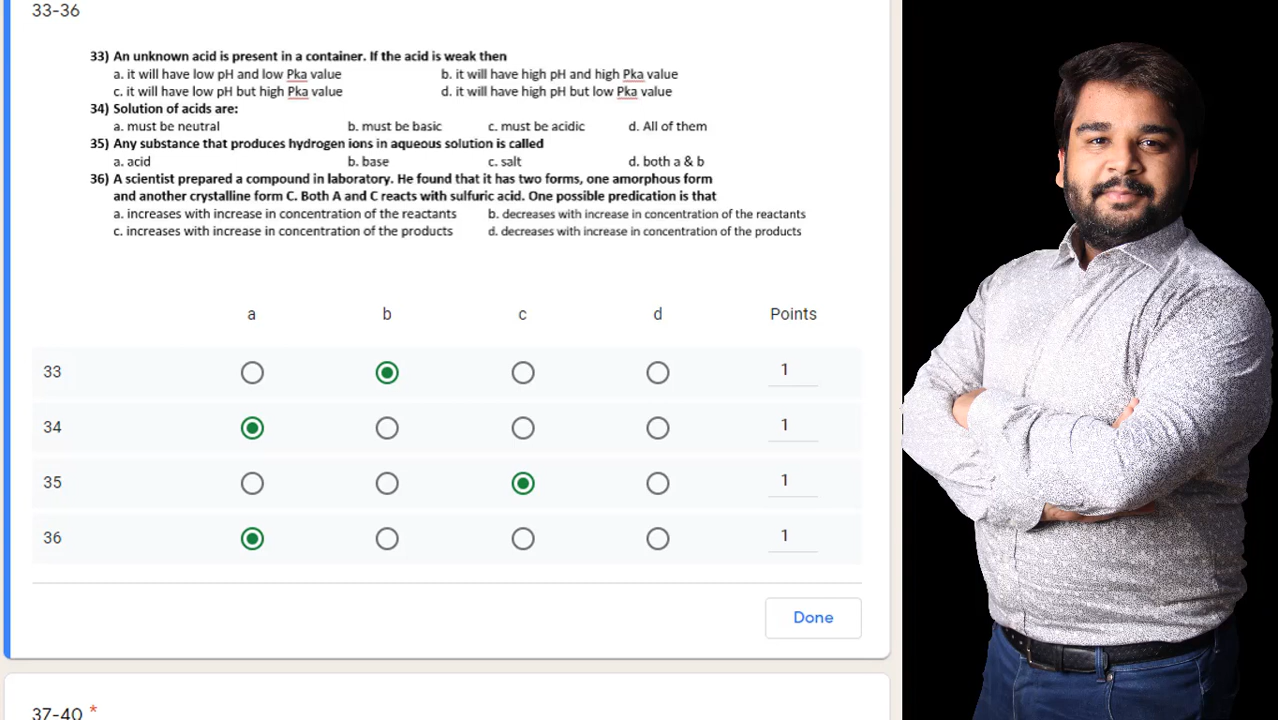 33-36
33) An unknown acid is present in a container. If the acid is weak then
a. it will have low pH and low Pka value b. it will have high pH and high Pka value
c. it will have low pH but high Pka value d. it will have high pH but low Pka value
34) Solution of acids are:
a. must be neutral b. must be basic c. must be acidic d. All of them
35) Any substance that produces hydrogen ions in aqueous solution is called
a. acid b. base c. salt d. both a & b
36) A scientist prepared a compound in laboratory. He found that it has two forms, one amorphous form
and another crystalline form C. Both A and C reacts with sulfuric acid. One possible predication is that
a. increases with increase in concentration of the reactants b. decreases with increase in concentration of the reactants
c. increases with increase in concentration of the products d. decreases with increase in concentration of the products
a b c d Points
33 1
34 1
35 1
36 1
Done
37-40 *